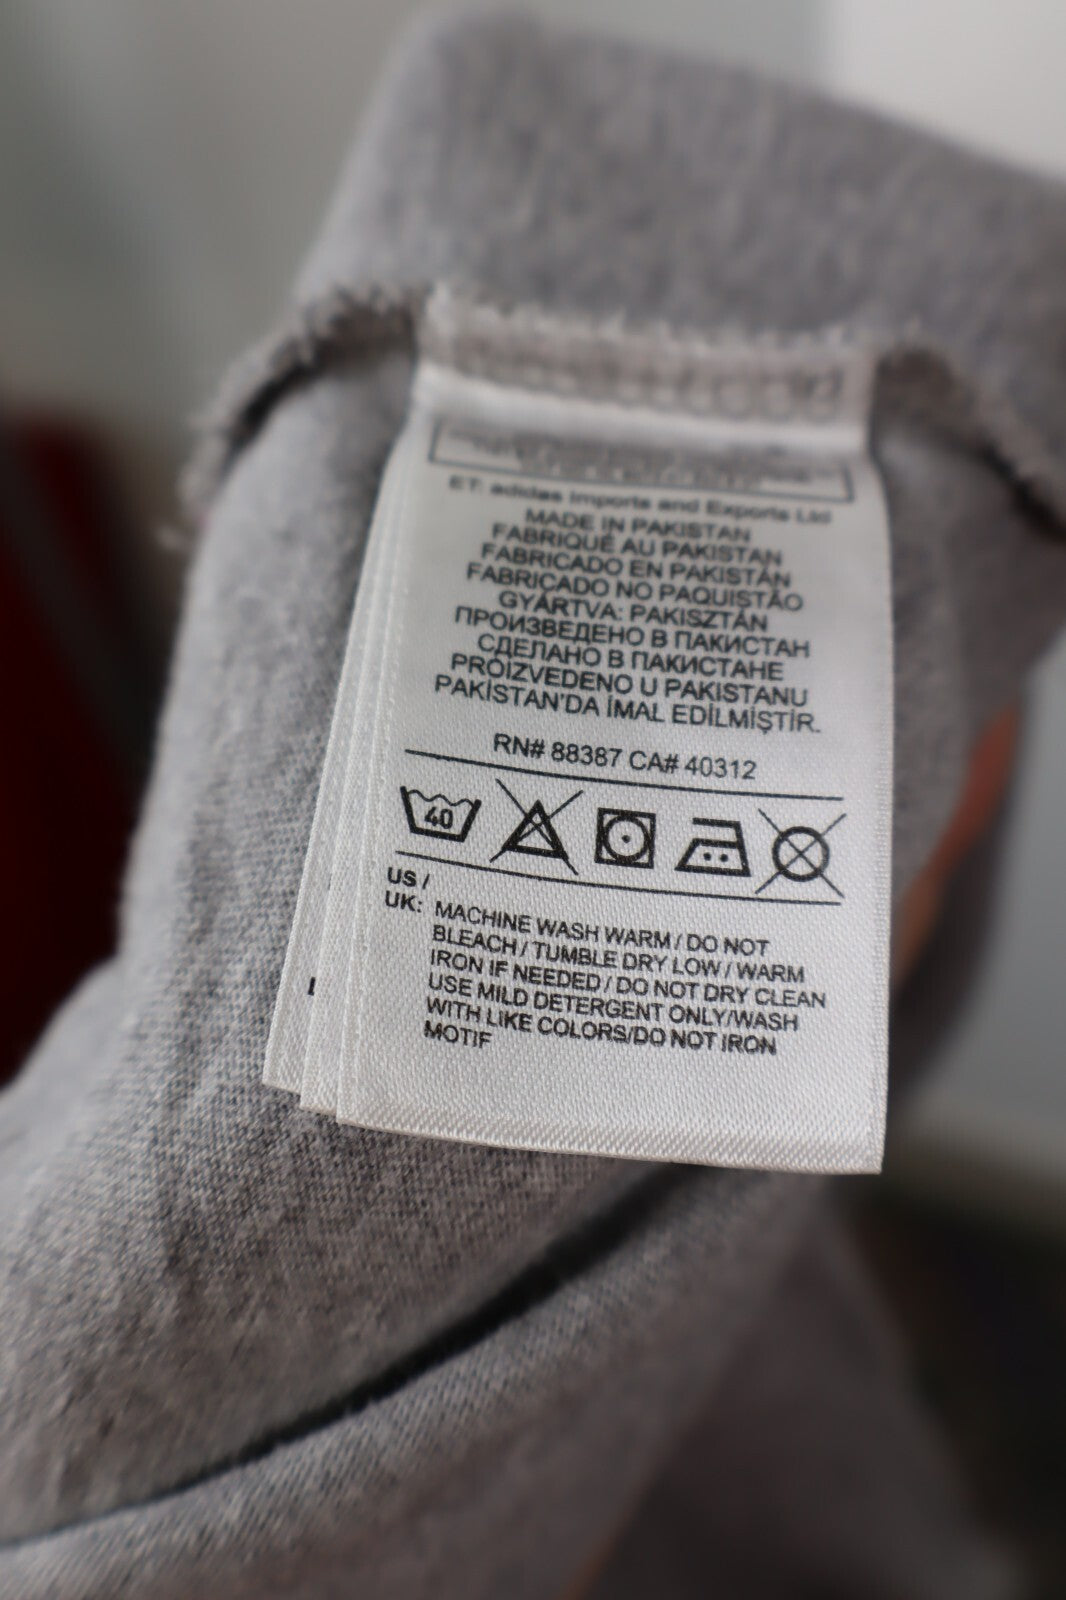 ET: adidas Imports and Exports Ltd
MADE IN PAKISTAN
FABRIQUÉ AU PAKISTAN
FABRICADO EN PAKISTÁN
FABRICADO NO PAQUISTÃO
GYÁRTVA: PAKISZTÁN
ПРОИЗВЕДЕНО В ПАКИСТАН
СДЕЛАНО В ПАКИСТАНЕ
PROIZVEDENO U PAKISTANU
PAKİSTAN'DA İMAL EDİLMİŞTİR.
RN# 88387 CA# 40312
40
US /
UK: MACHINE WASH WARM / DO NOT
BLEACH / TUMBLE DRY LOW / WARM
IRON IF NEEDED / DO NOT DRY CLEAN
USE MILD DETERGENT ONLY/WASH
WITH LIKE COLORS/DO NOT IRON
MOTIF